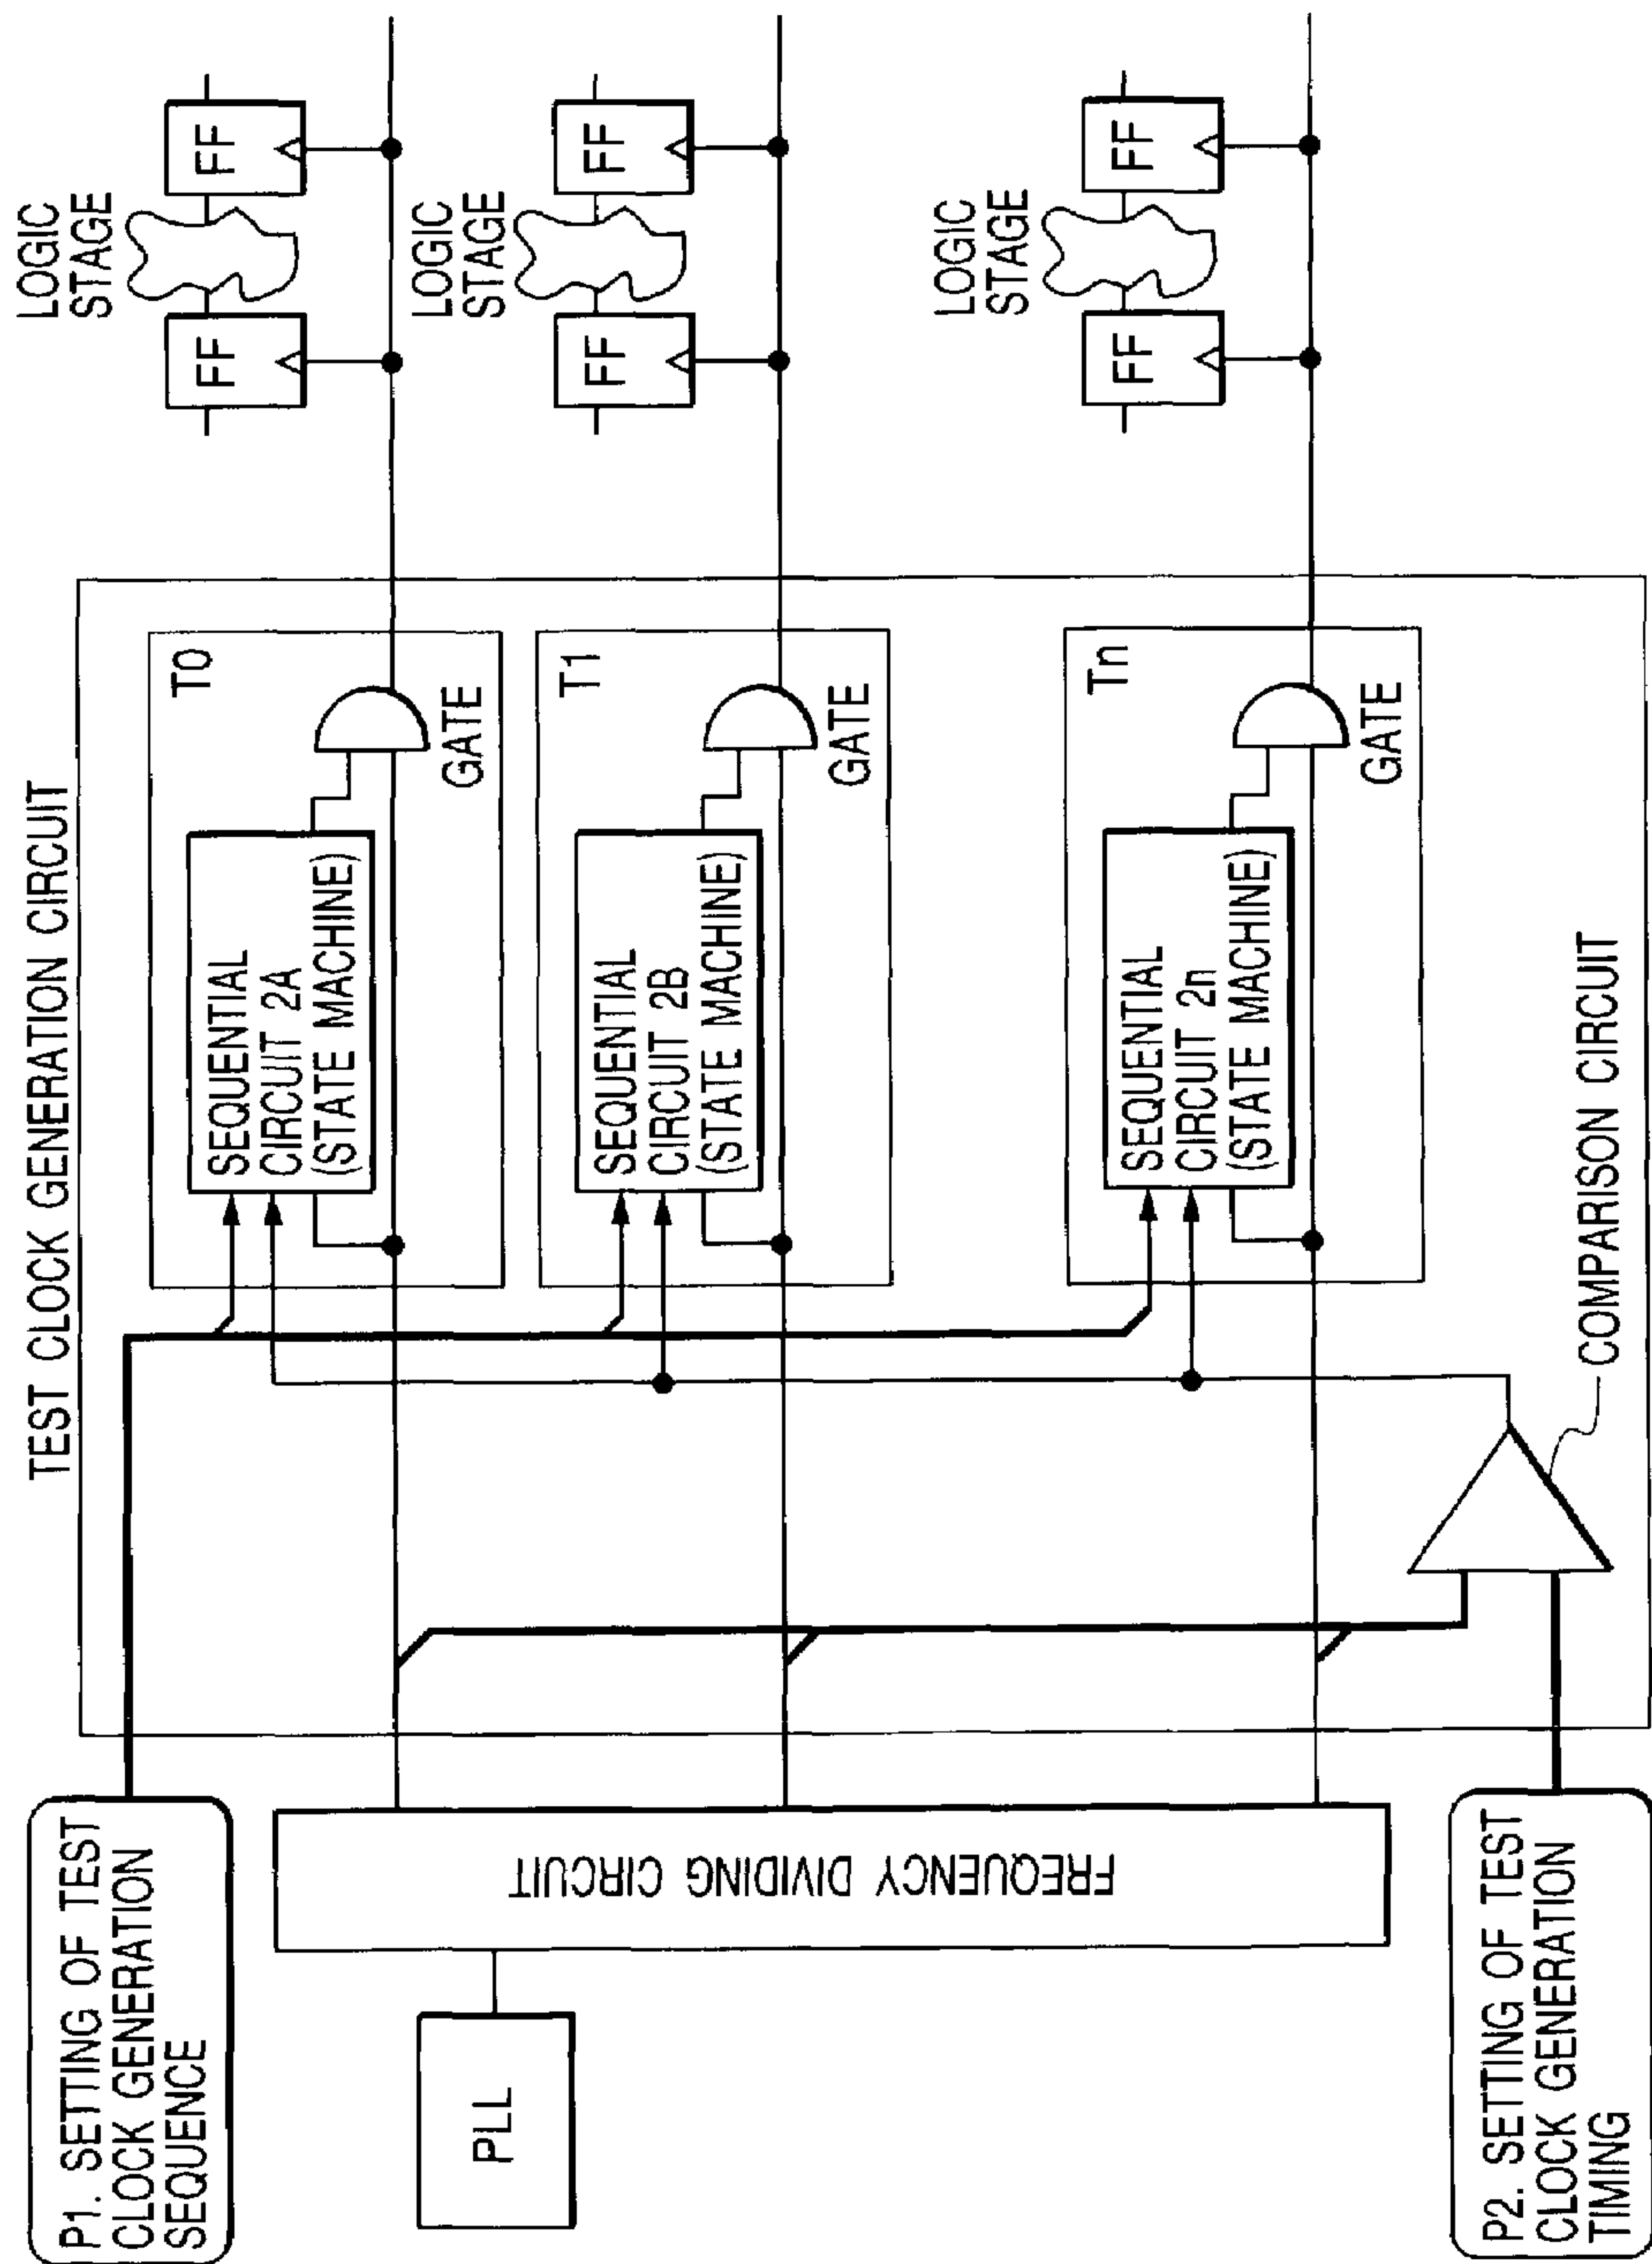 TEST CLOCK GENERATION CIRCUIT
P1. SETTING OF TEST
CLOCK GENERATION
SEQUENCE
PLL
FREQUENCY DIVIDING CIRCUIT
P2. SETTING OF TEST
CLOCK GENERATION
TIMING
T0
SEQUENTIAL
CIRCUIT 2A
(STATE MACHINE)
GATE
T1
SEQUENTIAL
CIRCUIT 2B
(STATE MACHINE)
GATE
Tn
SEQUENTIAL
CIRCUIT 2n
(STATE MACHINE)
GATE
COMPARISON CIRCUIT
LOGIC
STAGE
FF
FF
LOGIC
STAGE
FF
FF
LOGIC
STAGE
FF
FF